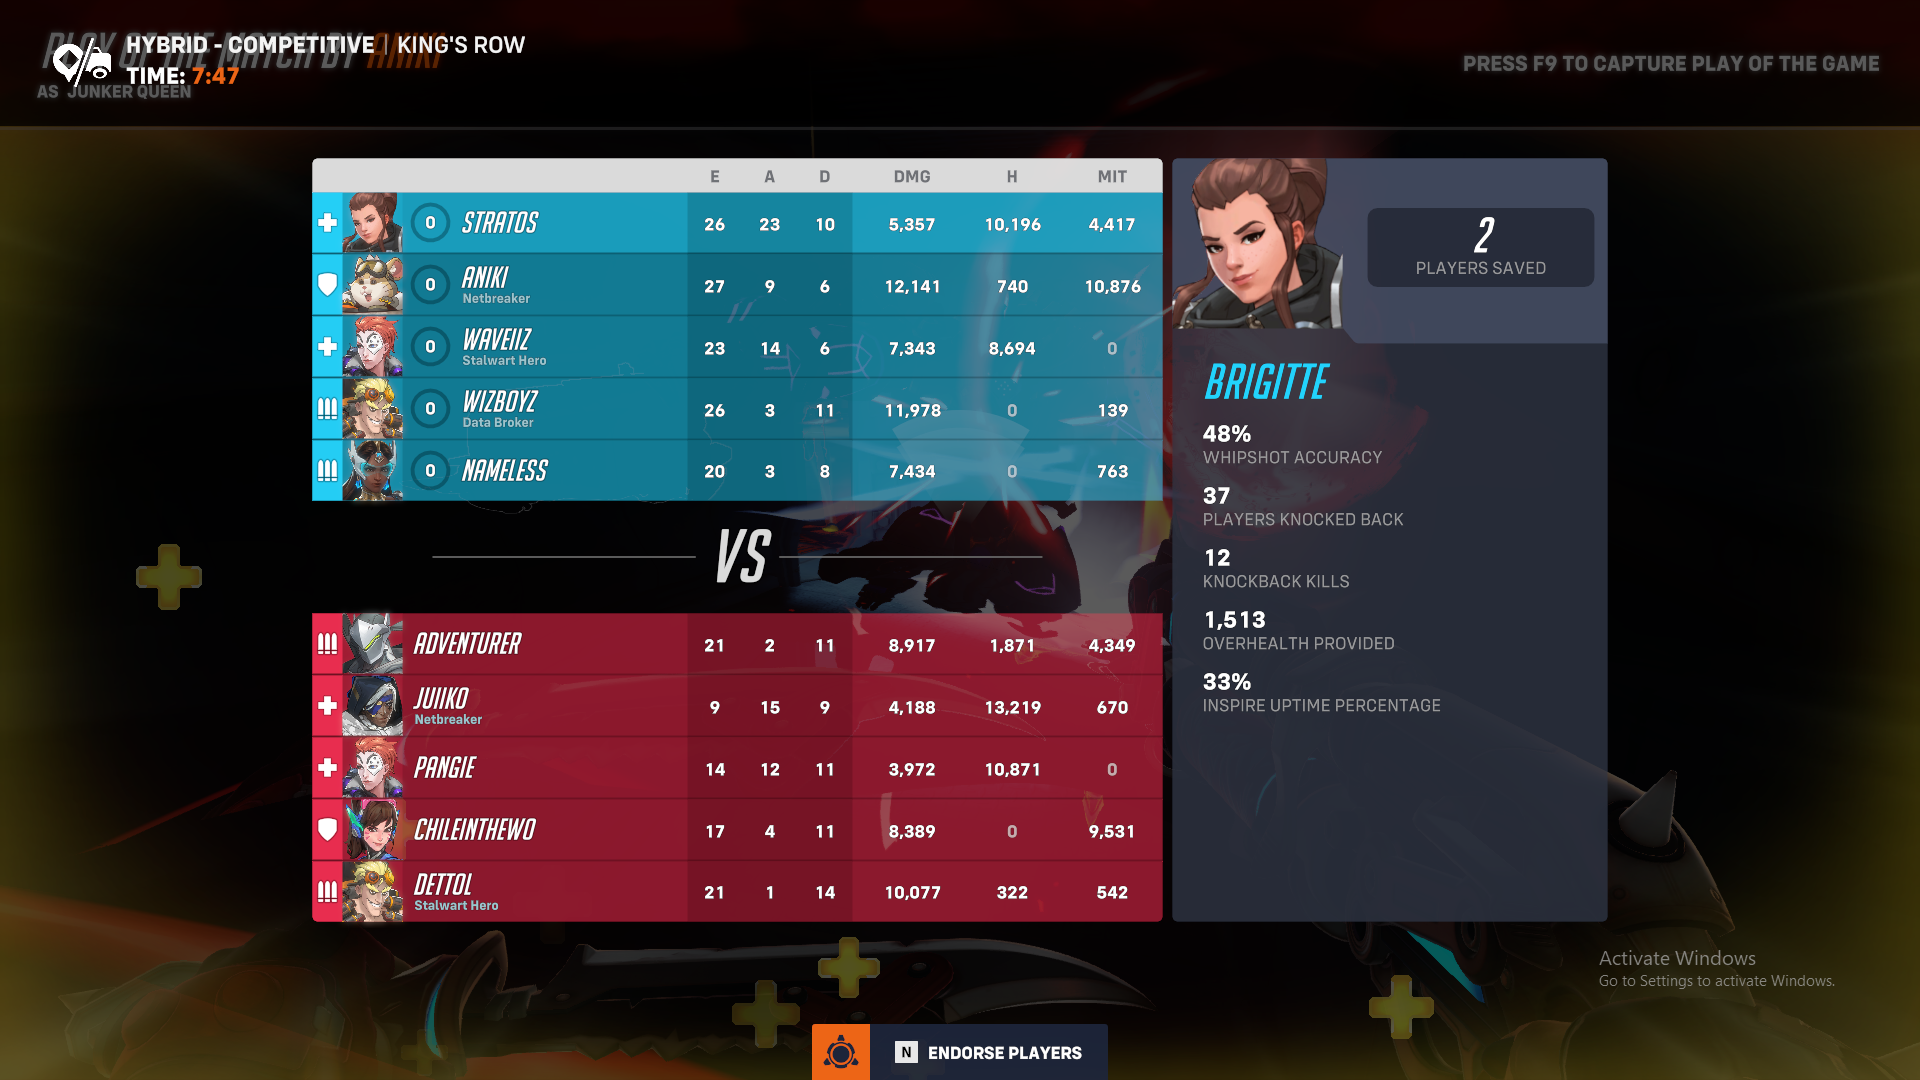 PLAY OF THE MATCH BY ANIKI
AS JUNKER QUEEN
HYBRID - COMPETITIVE | KING'S ROW
TIME: 7:47
PRESS F9 TO CAPTURE PLAY OF THE GAME
E A D DMG H MIT
0 STRATOS 26 23 10 5,357 10,196 4,417
0 ANIKI 27 9 6 12,141 740 10,876
Netbreaker
0 WAVEIIZ 23 14 6 7,343 8,694 0
Stalwart Hero
0 WIZBOYZ 26 3 11 11,978 0 139
Data Broker
0 NAMELESS 20 3 8 7,434 0 763
VS
ADVENTURER 21 2 11 8,917 1,871 4,349
JUIIKO 9 15 9 4,188 13,219 670
Netbreaker
PANGIE 14 12 11 3,972 10,871 0
CHILEINTHEWO 17 4 11 8,389 0 9,531
DETTOL 21 1 14 10,077 322 542
Stalwart Hero
2
PLAYERS SAVED
BRIGITTE
48%
WHIPSHOT ACCURACY
37
PLAYERS KNOCKED BACK
12
KNOCKBACK KILLS
1,513
OVERHEALTH PROVIDED
33%
INSPIRE UPTIME PERCENTAGE
Activate Windows
Go to Settings to activate Windows.
N ENDORSE PLAYERS